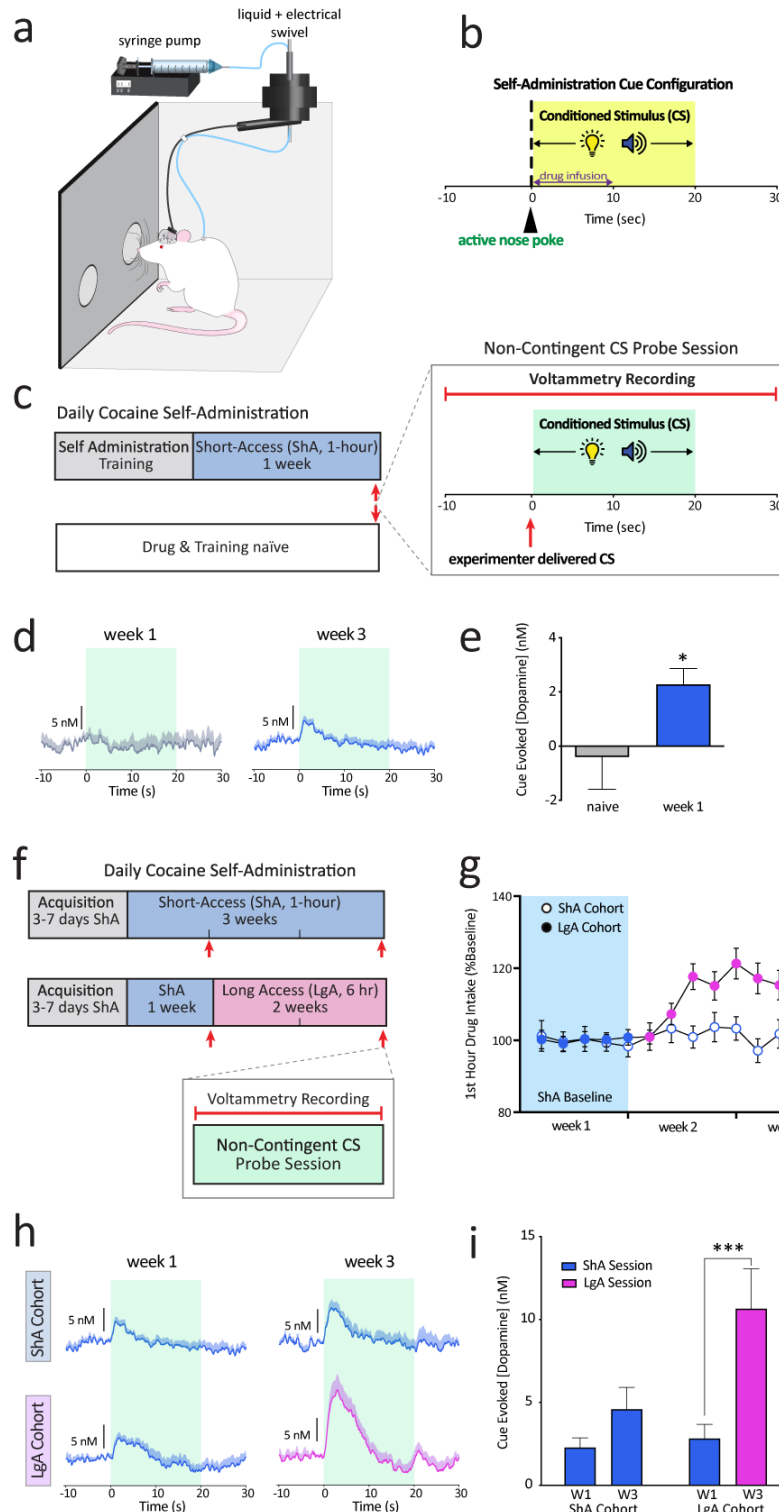 a
liquid + electrical
swivel
syringe pump
b
Self-Administration Cue Configuration
Conditioned Stimulus (CS)
drug infusion
-10 0 10 20 30
Time (sec)
active nose poke
c
Daily Cocaine Self-Administration
Self Administration
Training
Short-Access (ShA, 1-hour)
1 week
Drug & Training naïve
Non-Contingent CS Probe Session
Voltammetry Recording
Conditioned Stimulus (CS)
-10 0 10 20 30
Time (sec)
experimenter delivered CS
d
week 1
week 3
5 nM
5 nM
-10 0 10 20 30
Time (s)
-10 0 10 20 30
Time (s)
e
Cue Evoked [Dopamine] (nM)
4
2
0
-2
*
naive
week 1
f
Daily Cocaine Self-Administration
Acquisition
3-7 days ShA
Short-Access (ShA, 1-hour)
3 weeks
Acquisition
3-7 days ShA
ShA
1 week
Long Access (LgA, 6 hr)
2 weeks
Voltammetry Recording
Non-Contingent CS
Probe Session
g
1st Hour Drug Intake (%Baseline)
140
120
100
80
ShA Cohort
LgA Cohort
ShA Baseline
week 1
week 2
h
week 1
week 3
ShA Cohort
5 nM
5 nM
LgA Cohort
5 nM
5 nM
-10 0 10 20 30
Time (s)
-10 0 10 20 30
Time (s)
i
Cue Evoked [Dopamine] (nM)
15
10
5
0
ShA Session
LgA Session
***
W1 W3
ShA Cohort
W1 W3
LgA Cohort